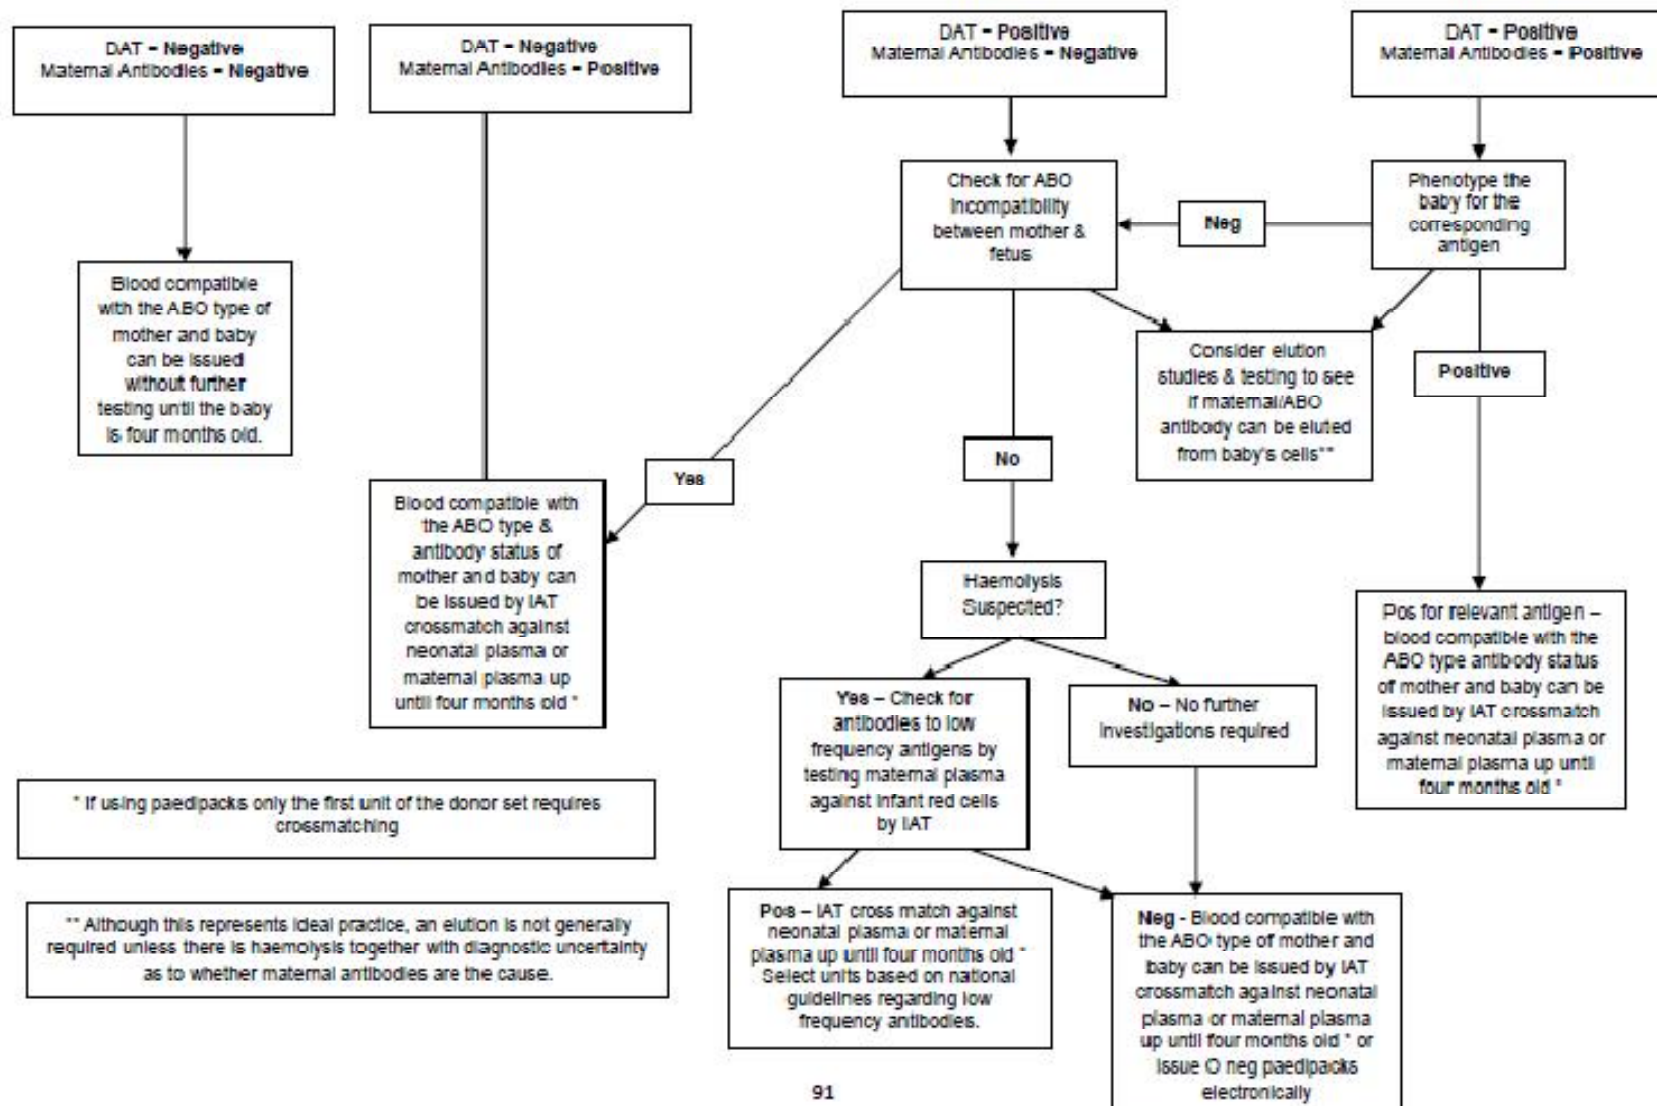 DAT – Negative
Maternal Antibodies – Negative
DAT – Negative
Maternal Antibodies – Positive
DAT – Positive
Maternal Antibodies – Negative
DAT – Positive
Maternal Antibodies – Positive
Check for ABO
Incompatibility
between mother &
fetus
Neg
Phenotype the
baby for the
corresponding
antigen
Blood compatible
with the ABO type of
mother and baby
can be issued
without further
testing until the baby
is four months old.
Consider elution
studies & testing to see
if maternal/ABO
antibody can be eluted
from baby's cells**
Positive
Yes
No
Blood compatible with
the ABO type &
antibody status of
mother and baby can
be issued by IAT
crossmatch against
neonatal plasma or
maternal plasma up
until four months old *
Haemolysis
Suspected?
Pos for relevant antigen –
blood compatible with the
ABO type antibody status
of mother and baby can be
issued by IAT crossmatch
against neonatal plasma or
maternal plasma up until
four months old *
Yes – Check for
antibodies to low
frequency antigens by
testing maternal plasma
against infant red cells
by IAT
No – No further
investigations required
* If using paedipacks only the first unit of the donor set requires
crossmatching
** Although this represents ideal practice, an elution is not generally
required unless there is haemolysis together with diagnostic uncertainty
as to whether maternal antibodies are the cause.
Pos – IAT cross match against
neonatal plasma or maternal
plasma up until four months old *
Select units based on national
guidelines regarding low
frequency antibodies.
Neg - Blood compatible with
the ABO type of mother and
baby can be issued by IAT
crossmatch against neonatal
plasma or maternal plasma
up until four months old * or
issue O neg paedipacks
electronically
91